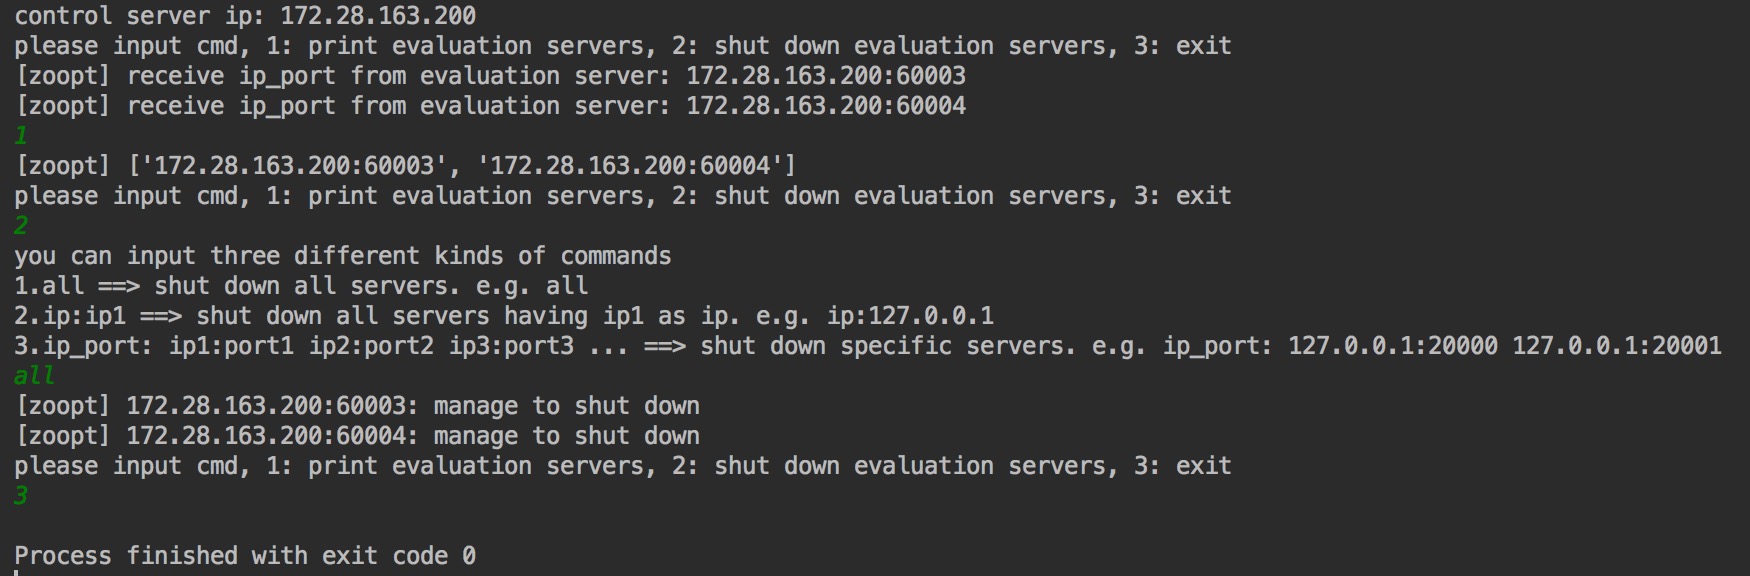 control server ip: 172.28.163.200
please input cmd, 1: print evaluation servers, 2: shut down evaluation servers, 3: exit
[zoopt] receive ip_port from evaluation server: 172.28.163.200:60003
[zoopt] receive ip_port from evaluation server: 172.28.163.200:60004
1
[zoopt] ['172.28.163.200:60003', '172.28.163.200:60004']
please input cmd, 1: print evaluation servers, 2: shut down evaluation servers, 3: exit
2
you can input three different kinds of commands
1.all ==> shut down all servers. e.g. all
2.ip:ip1 ==> shut down all servers having ip1 as ip. e.g. ip:127.0.0.1
3.ip_port: ip1:port1 ip2:port2 ip3:port3 ... ==> shut down specific servers. e.g. ip_port: 127.0.0.1:20000 127.0.0.1:20001
all
[zoopt] 172.28.163.200:60003: manage to shut down
[zoopt] 172.28.163.200:60004: manage to shut down
please input cmd, 1: print evaluation servers, 2: shut down evaluation servers, 3: exit
3
Process finished with exit code 0